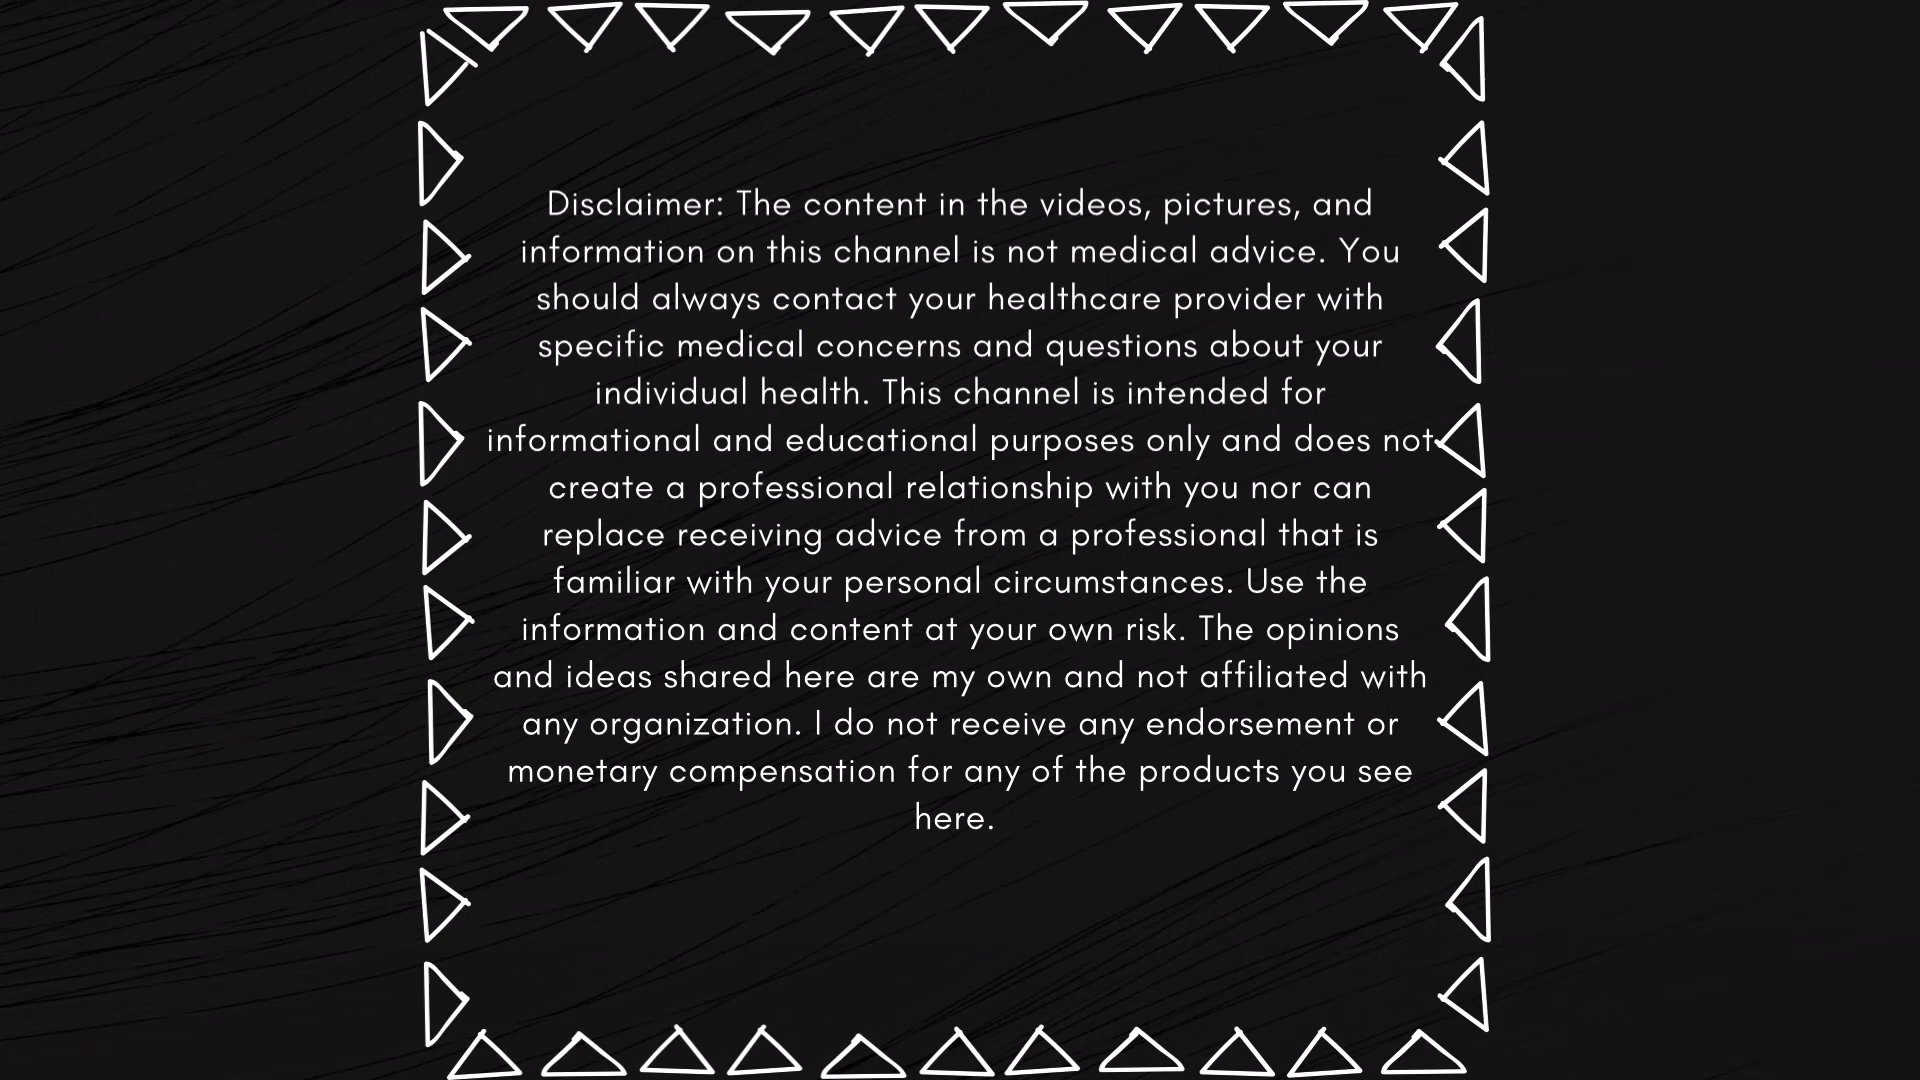 Disclaimer: The content in the videos, pictures, and
information on this channel is not medical advice. You
should always contact your healthcare provider with
specific medical concerns and questions about your
individual health. This channel is intended for
informational and educational purposes only and does not
create a professional relationship with you nor can
replace receiving advice from a professional that is
familiar with your personal circumstances. Use the
information and content at your own risk. The opinions
and ideas shared here are my own and not affiliated with
any organization. I do not receive any endorsement or
monetary compensation for any of the products you see
here.